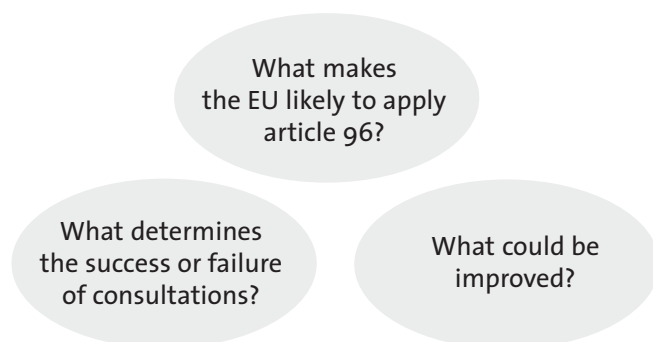 What makes
the EU likely to apply
article 96?
What determines
the success or failure
of consultations?
What could be
improved?